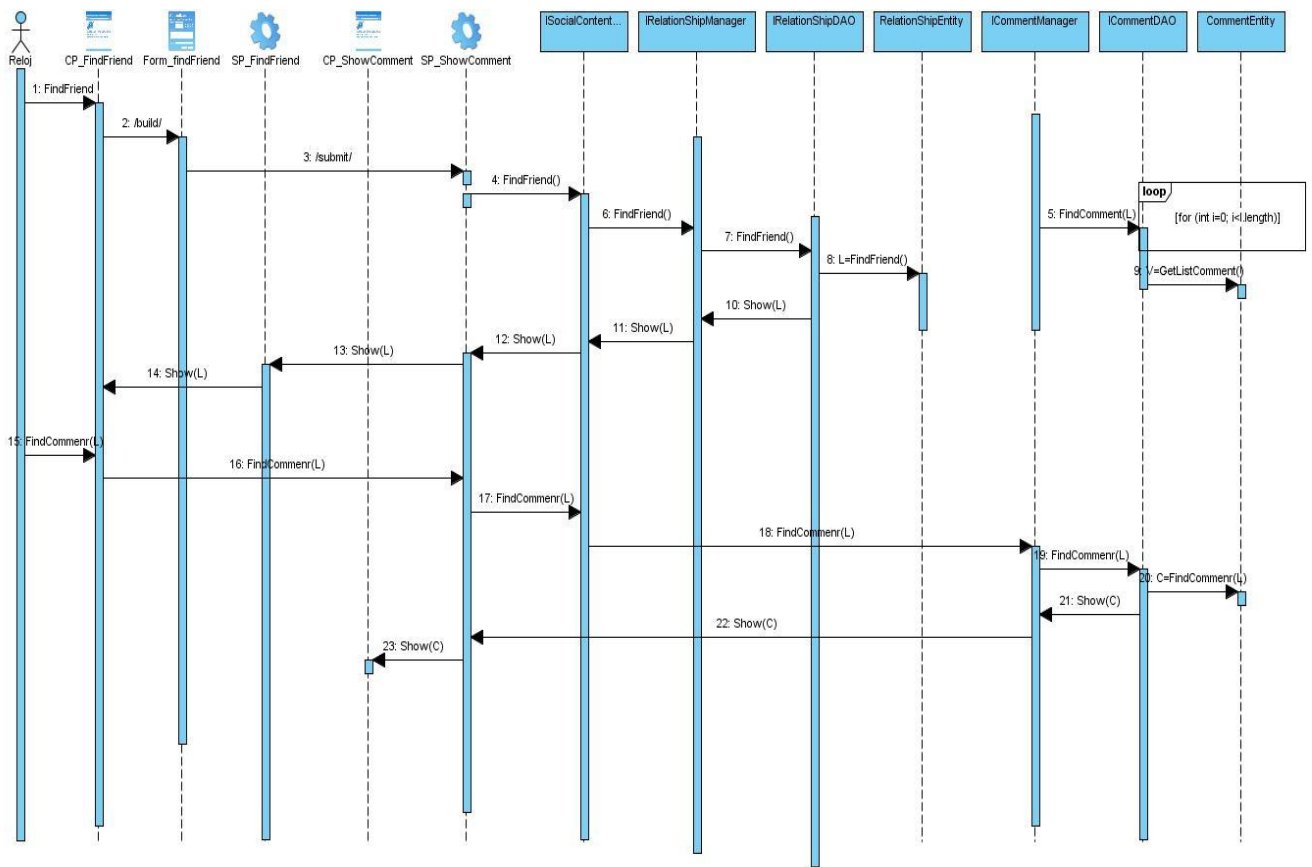 Reloj
CP_FindFriend
Form_findFriend
SP_FindFriend
CP_ShowComment
SP_ShowComment
ISocialContent...
IRelationShipManager
IRelationShipDAO
RelationShipEntity
ICommentManager
ICommentDAO
CommentEntity
1: FindFriend
2: /build/
3: /submit/
4: FindFriend()
loop
[for (int i=0; i<l.length)]
6: FindFriend()
5: FindComment(L)
7: FindFriend()
8: L=FindFriend()
9: V=GetListComment()
10: Show(L)
11: Show(L)
12: Show(L)
13: Show(L)
14: Show(L)
15: FindCommenr(L)
16: FindCommenr(L)
17: FindCommenr(L)
18: FindCommenr(L)
19: FindCommenr(L)
20: C=FindCommenr(L)
21: Show(C)
22: Show(C)
23: Show(C)